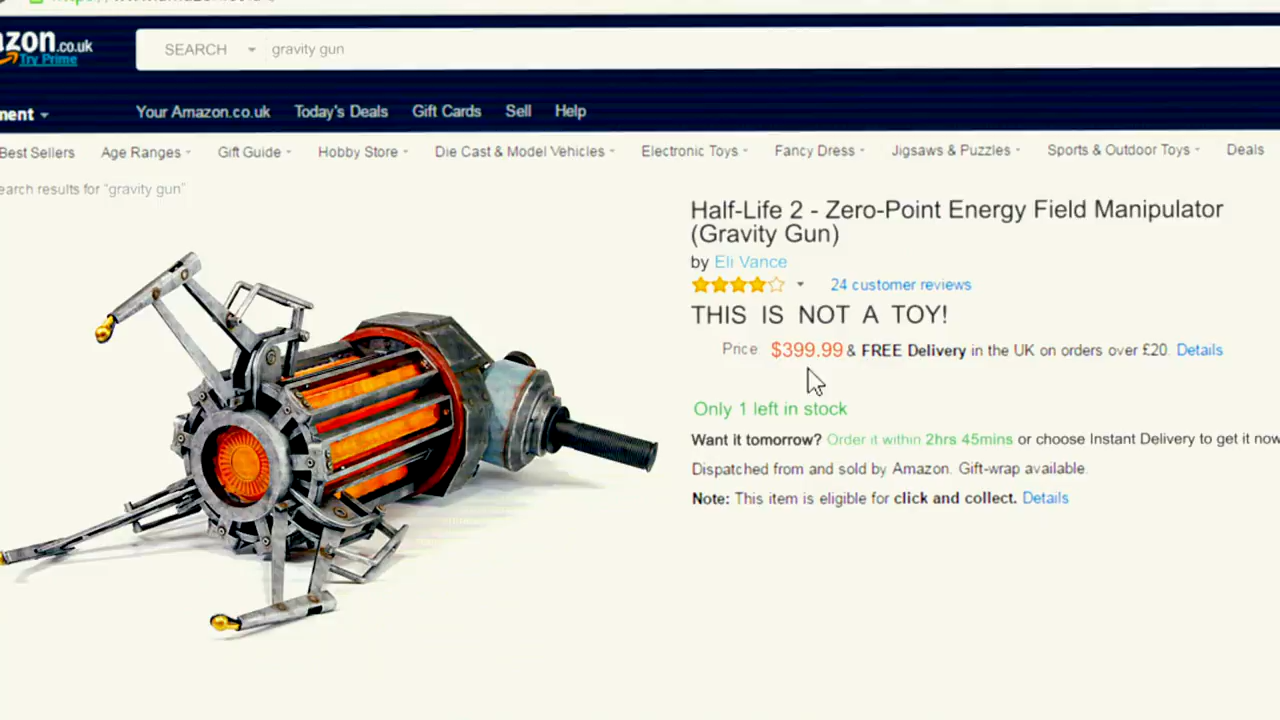 azon.co.uk
Try Prime
SEARCH gravity gun
ment
Your Amazon.co.uk Today's Deals Gift Cards Sell Help
Best Sellers Age Ranges Gift Guide Hobby Store Die Cast & Model Vehicles Electronic Toys Fancy Dress Jigsaws & Puzzles Sports & Outdoor Toys Deals
earch results for "gravity gun"
Half-Life 2 - Zero-Point Energy Field Manipulator
(Gravity Gun)
by Eli Vance
24 customer reviews
THIS IS NOT A TOY!
Price $399.99 & FREE Delivery in the UK on orders over £20. Details
Only 1 left in stock
Want it tomorrow? Order it within 2hrs 45mins or choose Instant Delivery to get it now
Dispatched from and sold by Amazon. Gift-wrap available.
Note: This item is eligible for click and collect. Details